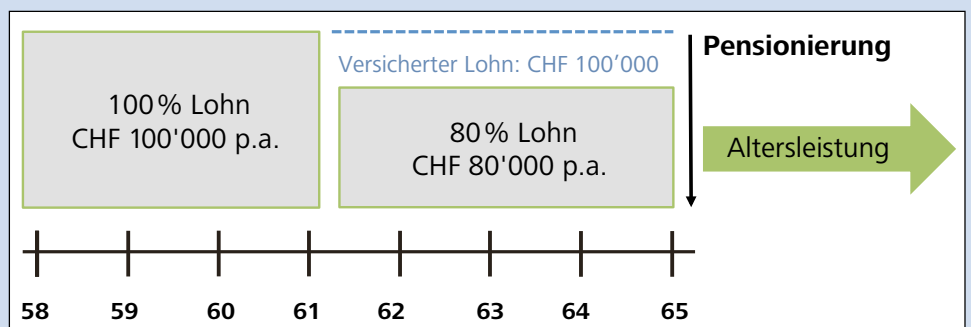 Pensionierung
Versicherter Lohn: CHF 100’000
100% Lohn
CHF 100'000 p.a.
80% Lohn
CHF 80'000 p.a.
Altersleistung
58 59 60 61 62 63 64 65